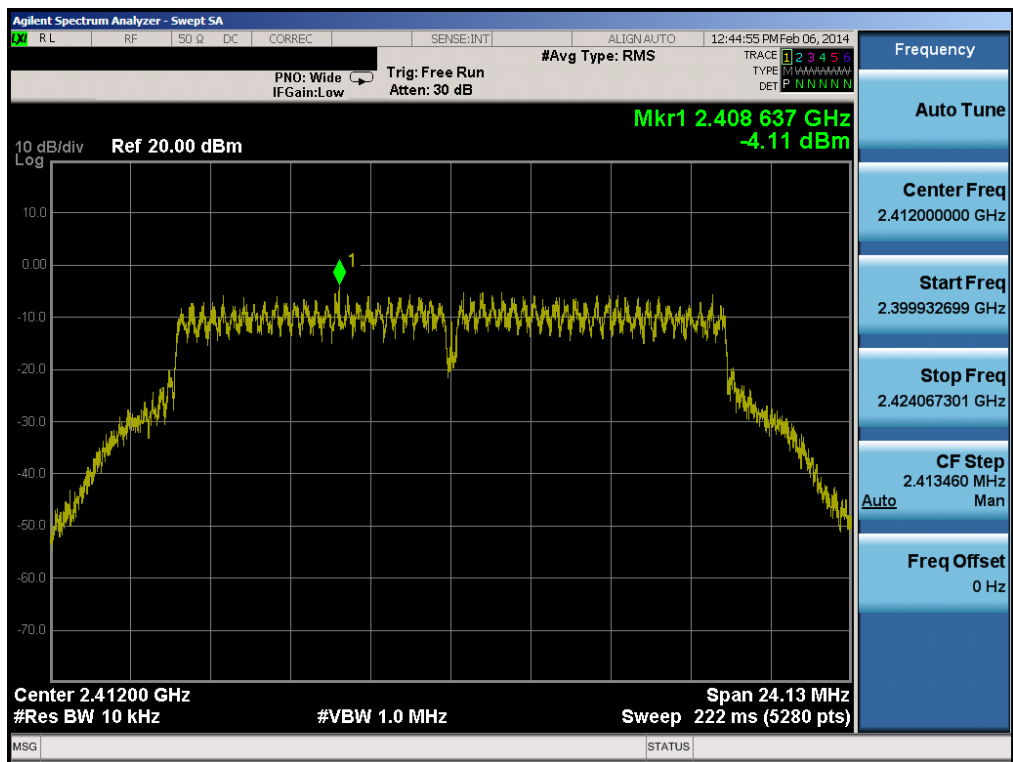 Agilent Spectrum Analyzer - Swept SA
LXI RL RF 50 Ω DC CORREC SENSE:INT ALIGN AUTO 12:44:55 PM Feb 06, 2014
PNO: Wide
IFGain:Low
Trig: Free Run
Atten: 30 dB
#Avg Type: RMS
TRACE 1 2 3 4 5 6
TYPE M WWWWW
DET P N N N N N
Mkr1 2.408 637 GHz
-4.11 dBm
10 dB/div Ref 20.00 dBm
Log
1
10.0
0.00
-10.0
-20.0
-30.0
-40.0
-50.0
-60.0
-70.0
Center 2.41200 GHz Span 24.13 MHz
#Res BW 10 kHz #VBW 1.0 MHz Sweep 222 ms (5280 pts)
MSG STATUS
Frequency
Auto Tune
Center Freq
2.412000000 GHz
Start Freq
2.399932699 GHz
Stop Freq
2.424067301 GHz
CF Step
2.413460 MHz
Auto Man
Freq Offset
0 Hz